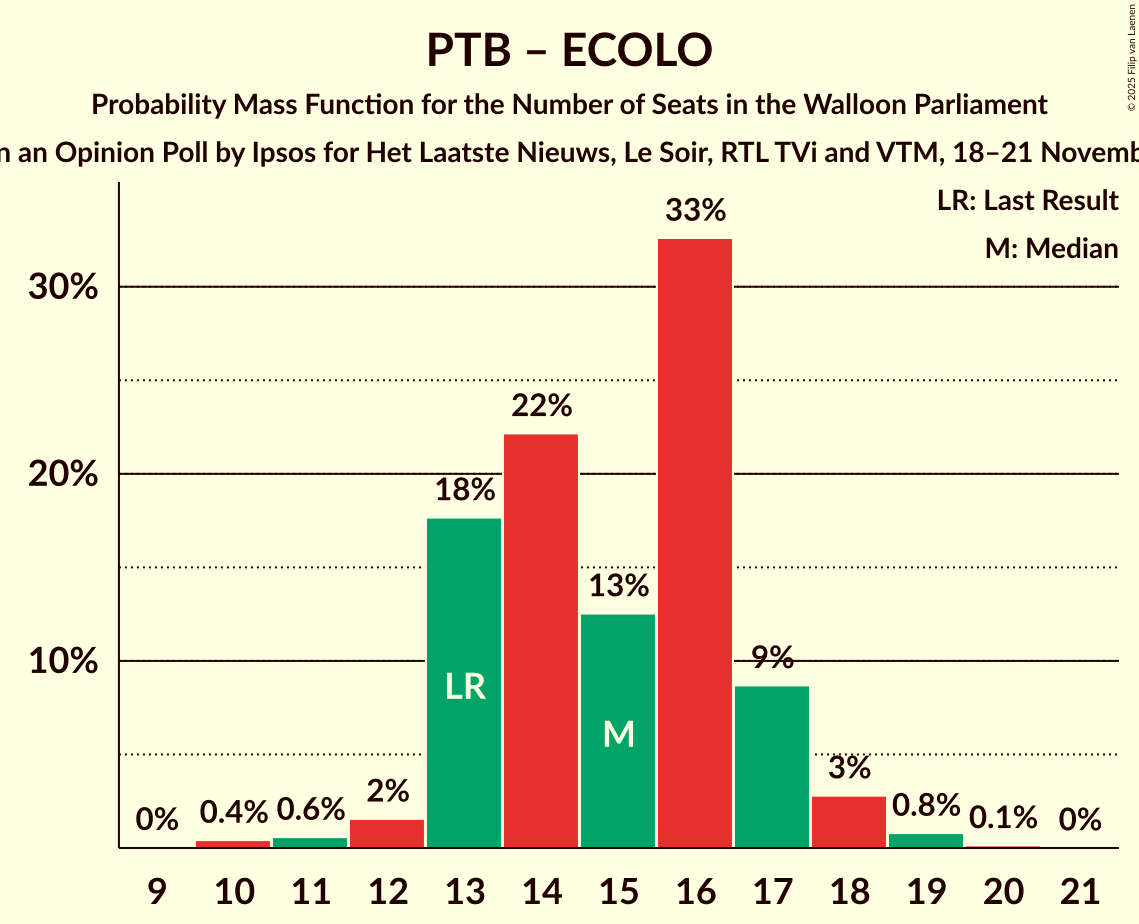 PTB – ECOLO
Probability Mass Function for the Number of Seats in the Walloon Parliament
an Opinion Poll by Ipsos for Het Laatste Nieuws, Le Soir, RTL TVi and VTM, 18–21
© 2025 Filip van Laenen
LR: Last Result
M: Median
33%
30%
22%
20%
18%
13%
10%
9%
LR
M
3%
2%
0%
0.4%
0.6%
0.8%
0.1%
0%
9 10 11 12 13 14 15 16 17 18 19 20 21